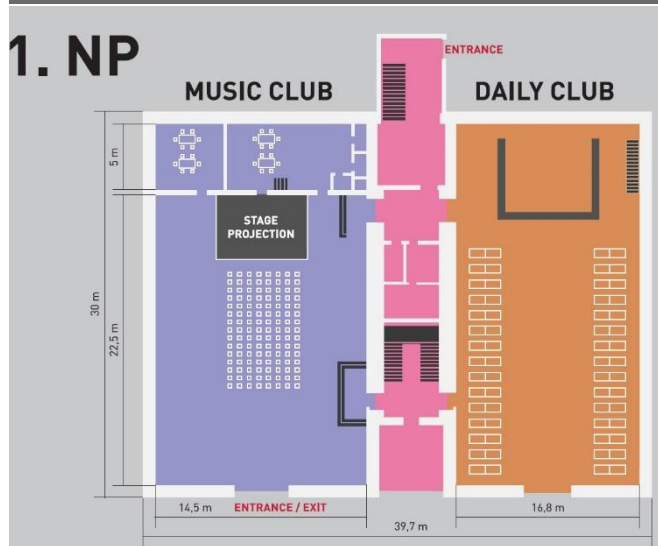 1. NP
ENTRANCE
MUSIC CLUB
DAILY CLUB
5 m
STAGE
PROJECTION
30 m
22,5 m
14,5 m
ENTRANCE / EXIT
16,8 m
39,7 m